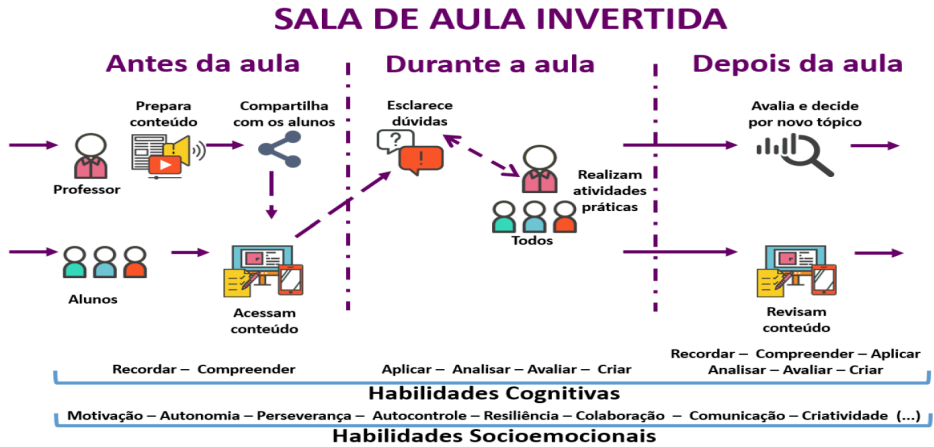 SALA DE AULA INVERTIDA
Antes da aula
Durante a aula
Depois da aula
Prepara
conteúdo
Compartilha
com os alunos
Professor
Alunos
Acessam
conteúdo
Esclarece
dúvidas
Realizam
atividades
práticas
Todos
Avalia e decide
por novo tópico
Revisam
conteúdo
Recordar – Compreender
Aplicar – Analisar – Avaliar – Criar
Recordar – Compreender – Aplicar
Analisar – Avaliar – Criar
Habilidades Cognitivas
Motivação – Autonomia – Perseverança – Autocontrole – Resiliência – Colaboração – Comunicação – Criatividade (...)
Habilidades Socioemocionais